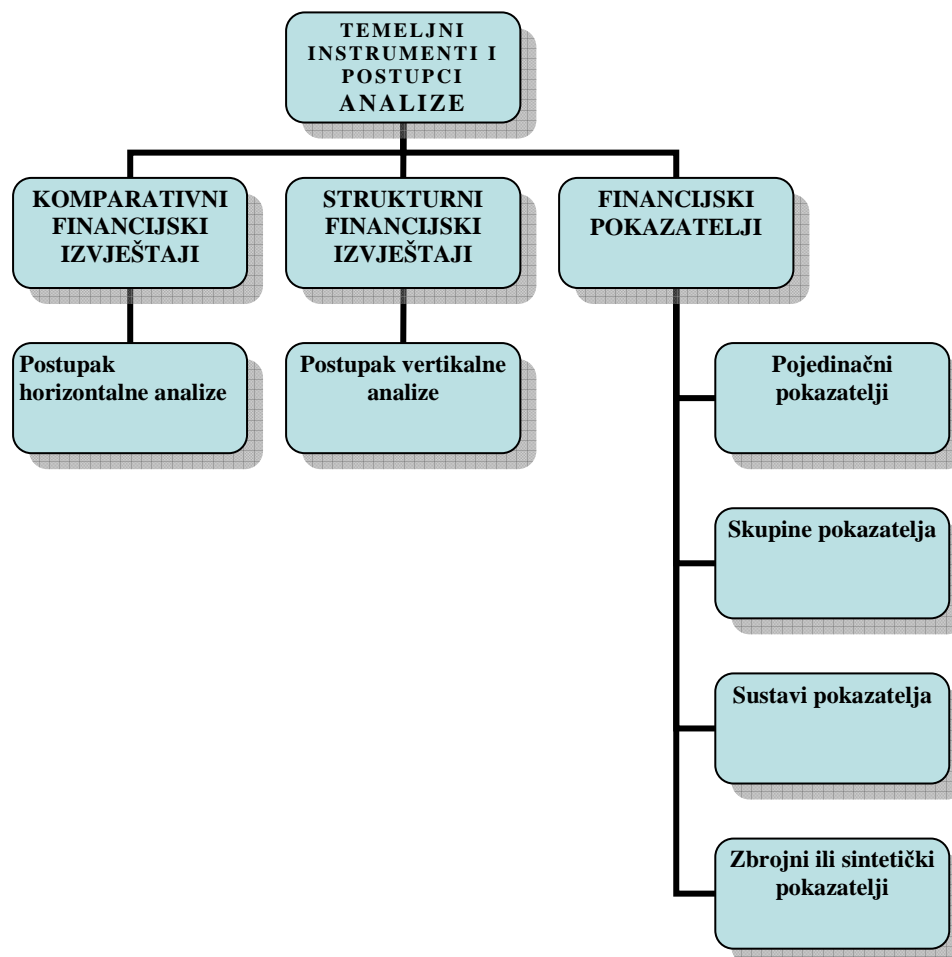 TEMELJNI
INSTRUMENTI I
POSTUPCI
ANALIZE
KOMPARATIVNI
FINANCIJSKI
IZVJEŠTAJI
STRUKTURNI
FINANCIJSKI
IZVJEŠTAJI
FINANCIJSKI
POKAZATELJI
Postupak
horizontalne analize
Postupak vertikalne
analize
Pojedinačni
pokazatelji
Skupine pokazatelja
Sustavi pokazatelja
Zbrojni ili sintetički
pokazatelji